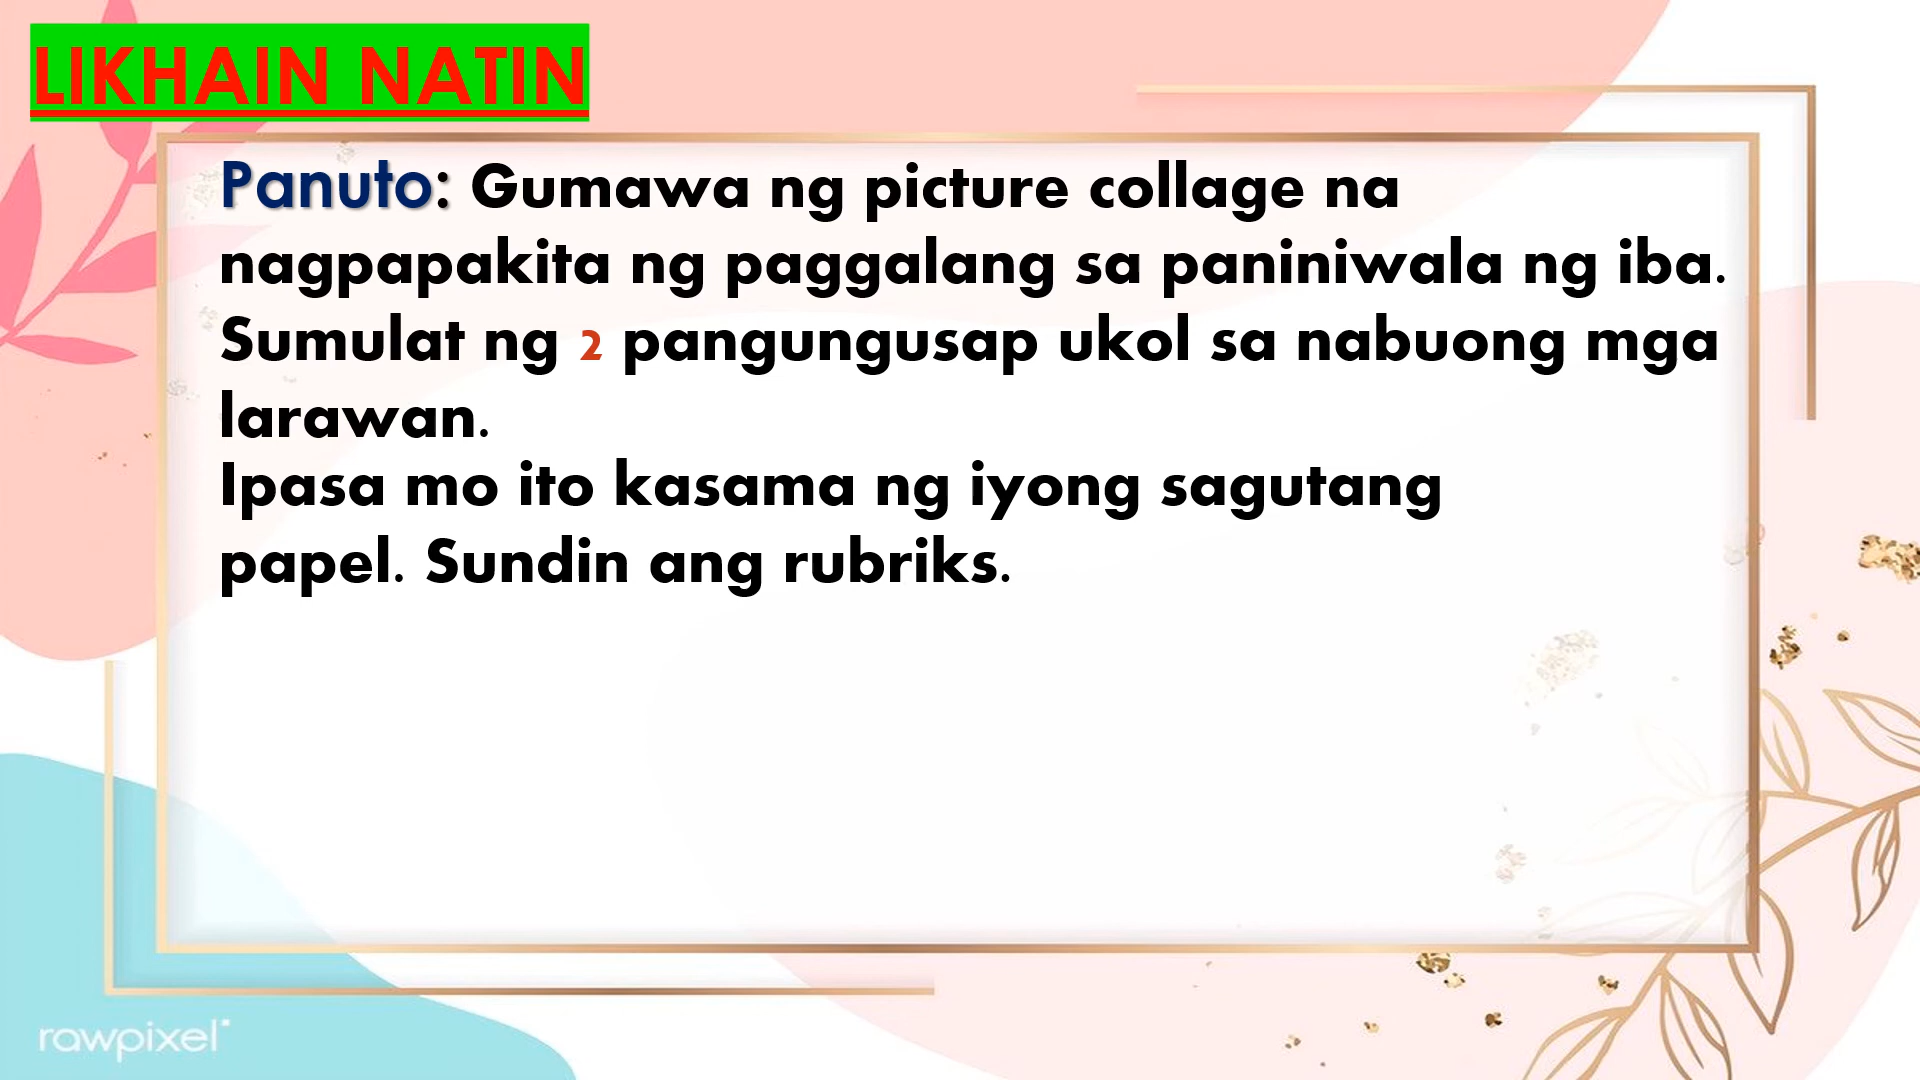 LIKHAIN NATIN
Panuto: Gumawa ng picture collage na
nagpapakita ng paggalang sa paniniwala ng iba.
Sumulat ng 2 pangungusap ukol sa nabuong mga
larawan.
Ipasa mo ito kasama ng iyong sagutang
papel. Sundin ang rubriks.
rawpixel